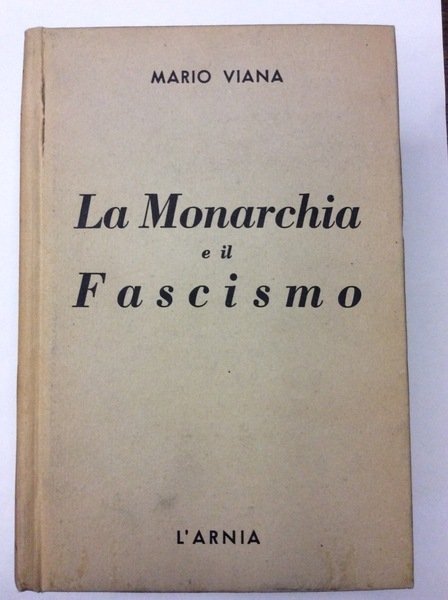 MARIO VIANA
La Monarchia
e il
Fascismo
L'ARNIA